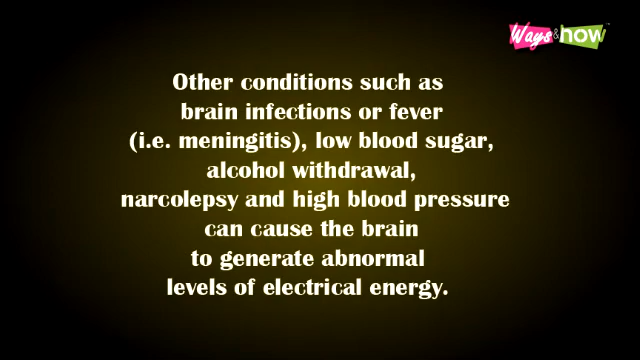 Ways&how
Other conditions such as
brain infections or fever
(i.e. meningitis), low blood sugar,
alcohol withdrawal,
narcolepsy and high blood pressure
can cause the brain
to generate abnormal
levels of electrical energy.